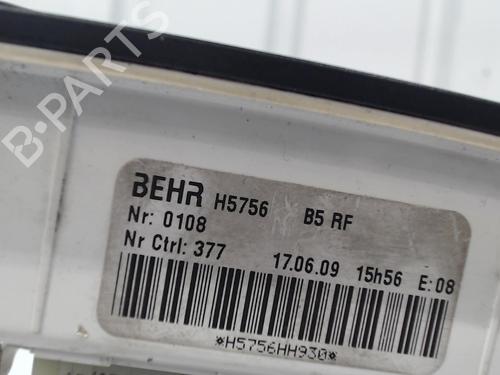 B-PARTS
BEHR H5756 B5 RF
Nr: 0108
Nr Ctrl: 377 17.06.09 15h56 E:08
*H5756HH930*